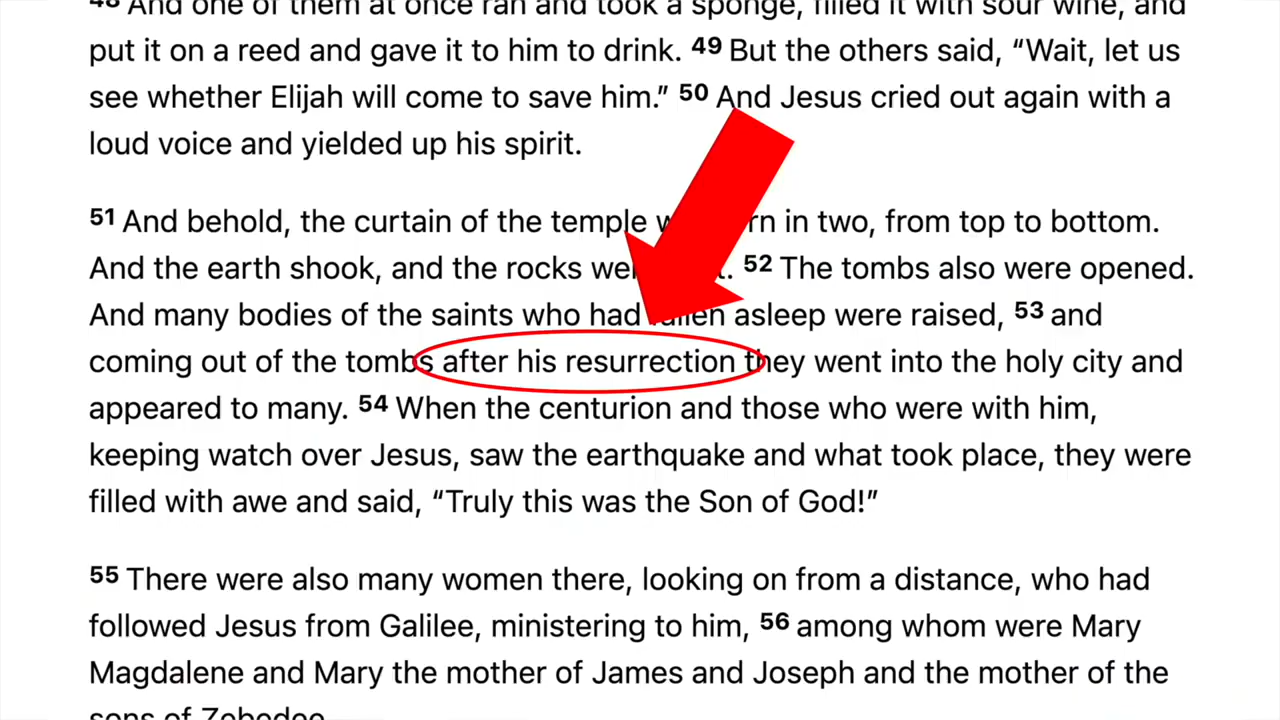 48 And one of them at once ran and took a sponge, filled it with sour wine, and
put it on a reed and gave it to him to drink. 49 But the others said, “Wait, let us
see whether Elijah will come to save him.” 50 And Jesus cried out again with a
loud voice and yielded up his spirit.
51 And behold, the curtain of the temple in two, from top to bottom.
And the earth shook, and the rocks 52 The tombs also were opened.
And many bodies of the saints who had asleep were raised, 53 and
coming out of the tombs after his resurrection they went into the holy city and
appeared to many. 54 When the centurion and those who were with him,
keeping watch over Jesus, saw the earthquake and what took place, they were
filled with awe and said, “Truly this was the Son of God!”
55 There were also many women there, looking on from a distance, who had
followed Jesus from Galilee, ministering to him, 56 among whom were Mary
Magdalene and Mary the mother of James and Joseph and the mother of the
sons of Zebedee